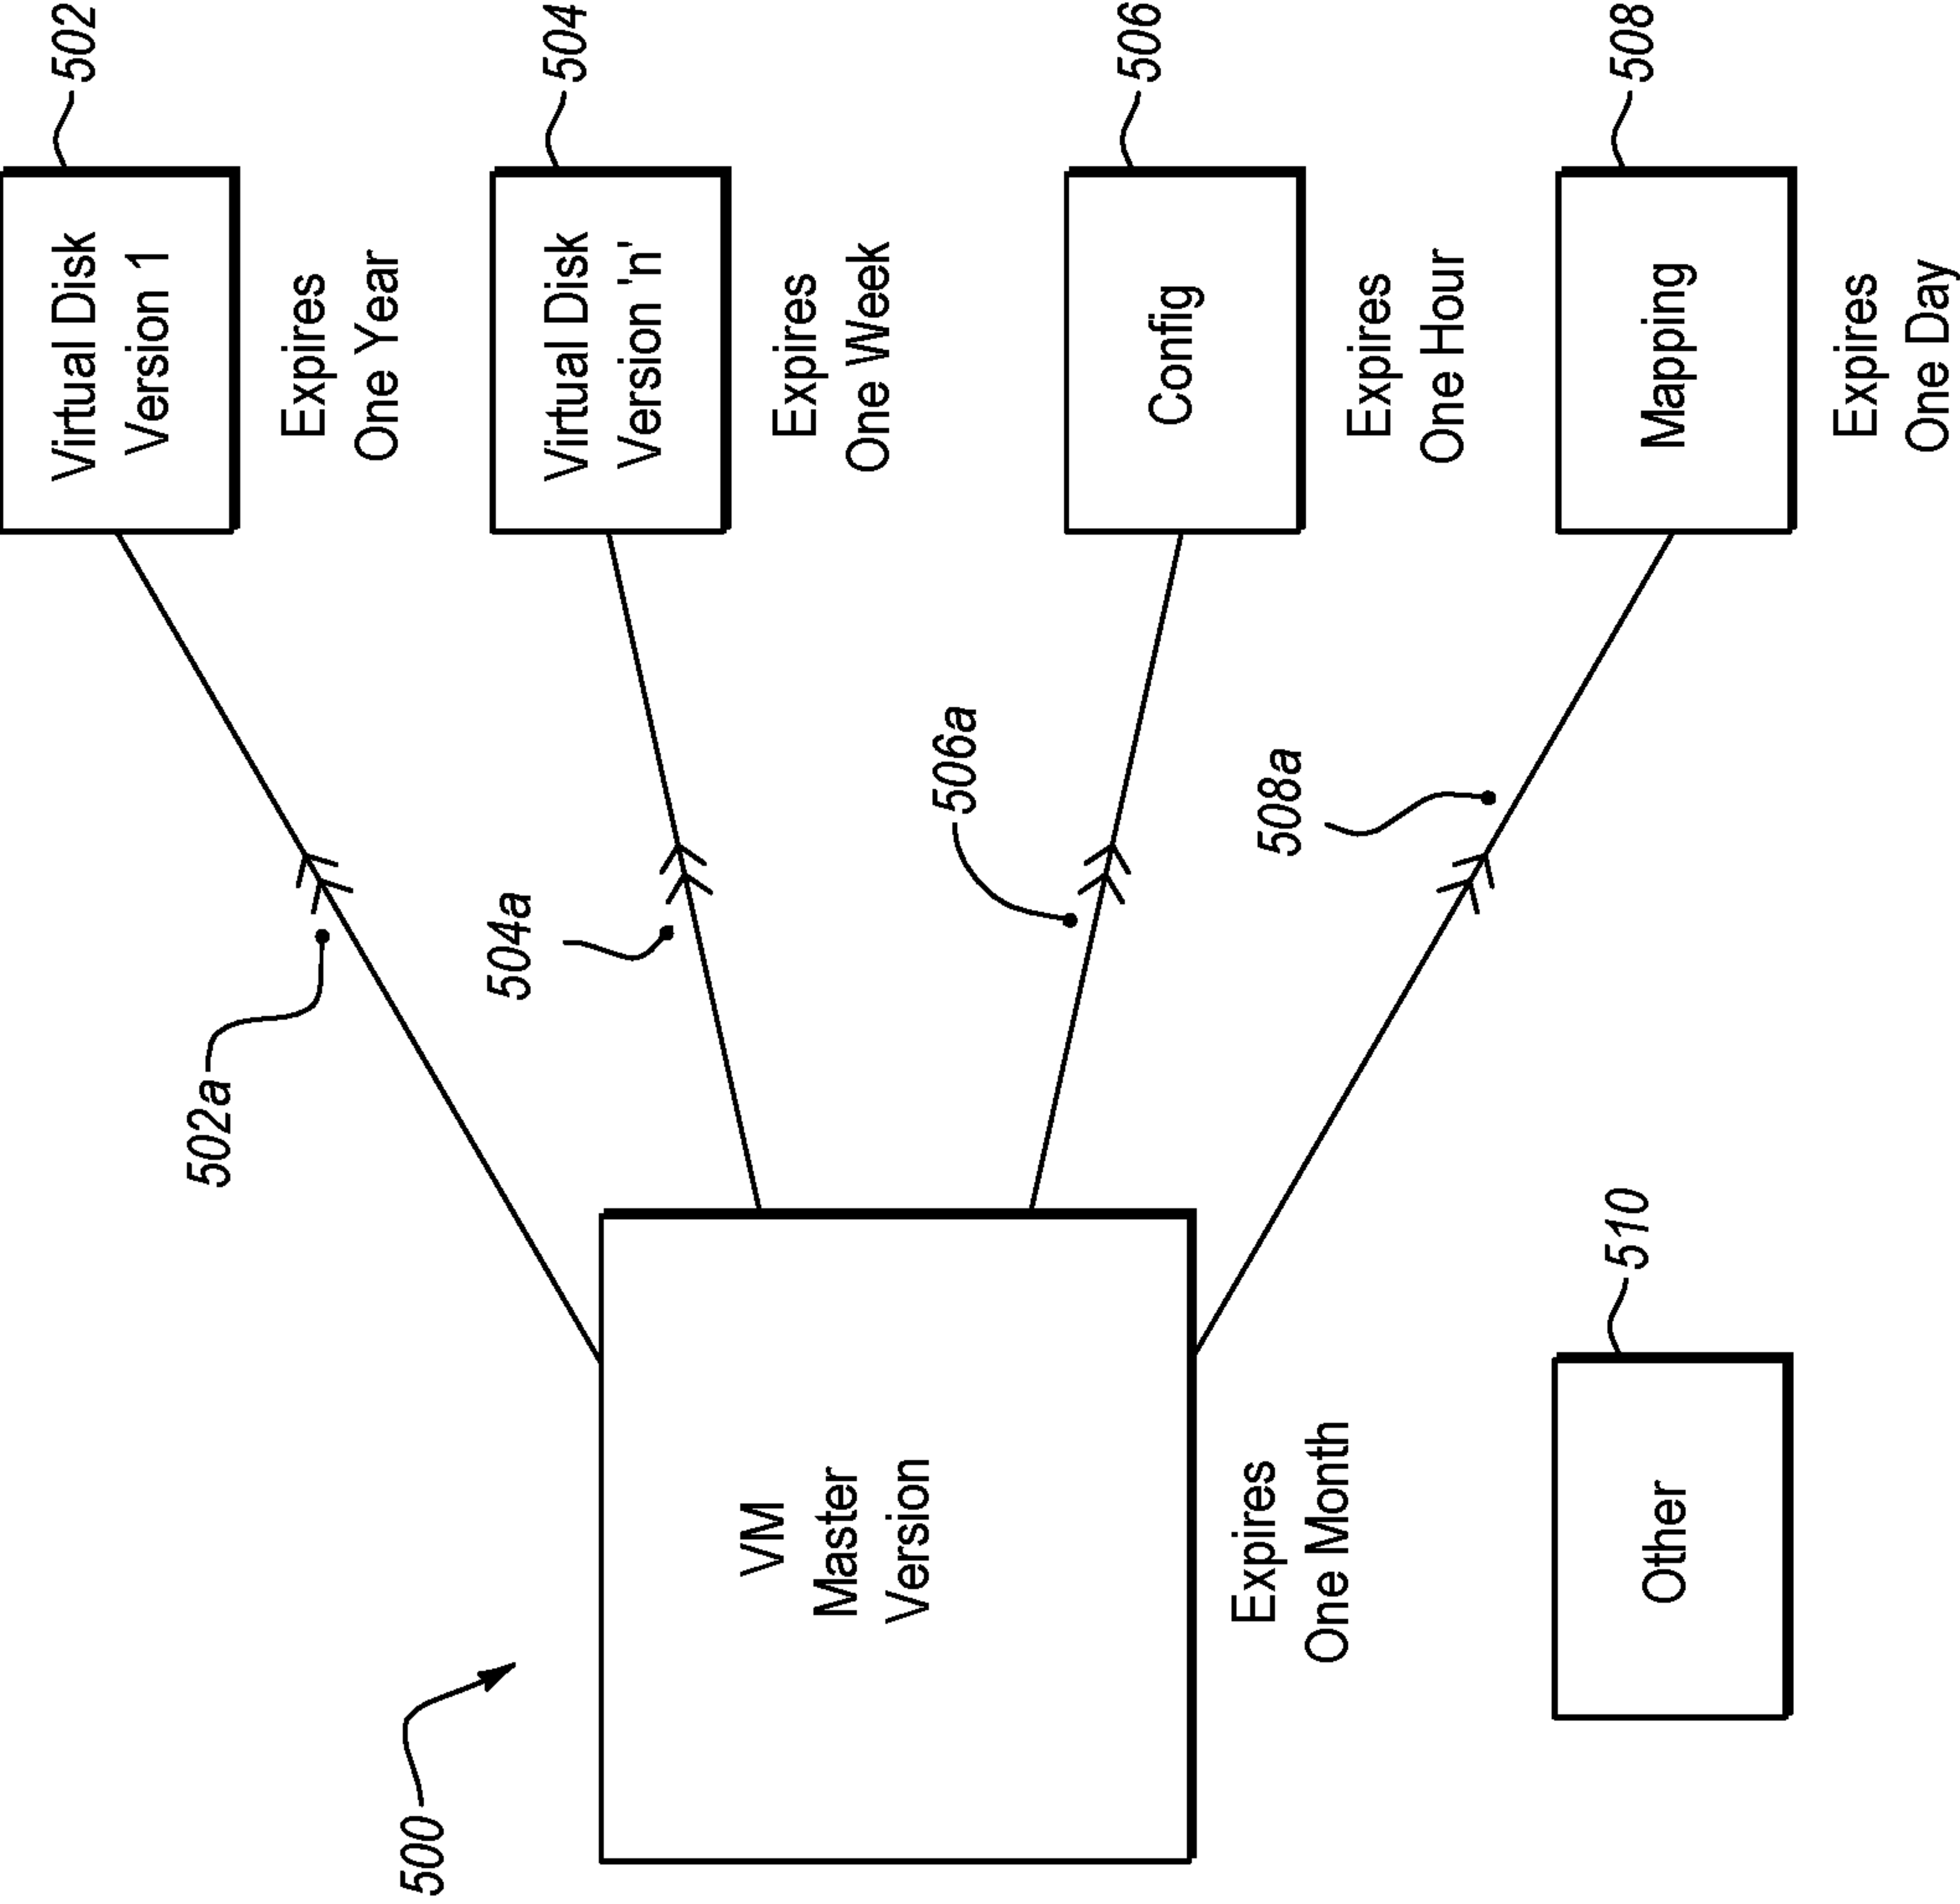 502
Virtual Disk
Version 1
Expires
One Year
502a
504
Virtual Disk
Version 'n'
Expires
One Week
504a
500
VM
Master
Version
Expires
One Month
506a
506
Config
Expires
One Hour
508a
508
Mapping
Expires
One Day
510
Other